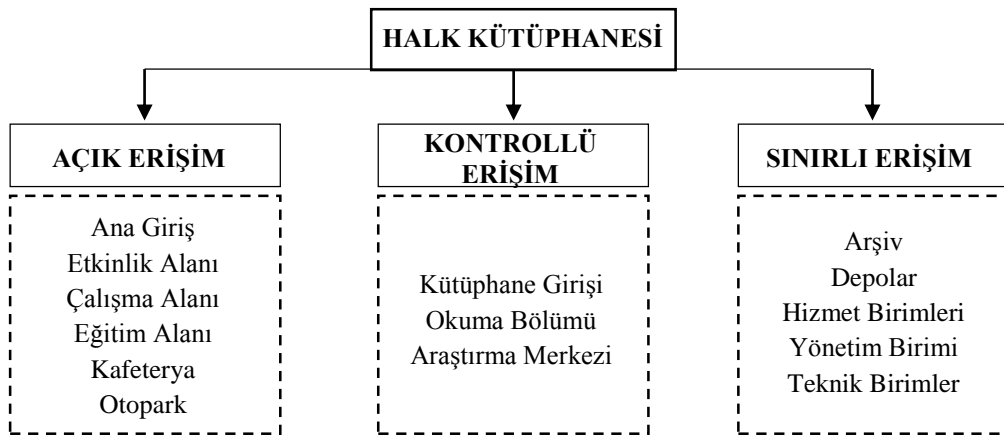 HALK KÜTÜPHANESİ
AÇIK ERİŞİM
Ana Giriş
Etkinlik Alanı
Çalışma Alanı
Eğitim Alanı
Kafeterya
Otopark
KONTROLLÜ
ERİŞİM
Kütüphane Girişi
Okuma Bölümü
Araştırma Merkezi
SINIRLI ERİŞİM
Arşiv
Depolar
Hizmet Birimleri
Yönetim Birimi
Teknik Birimler